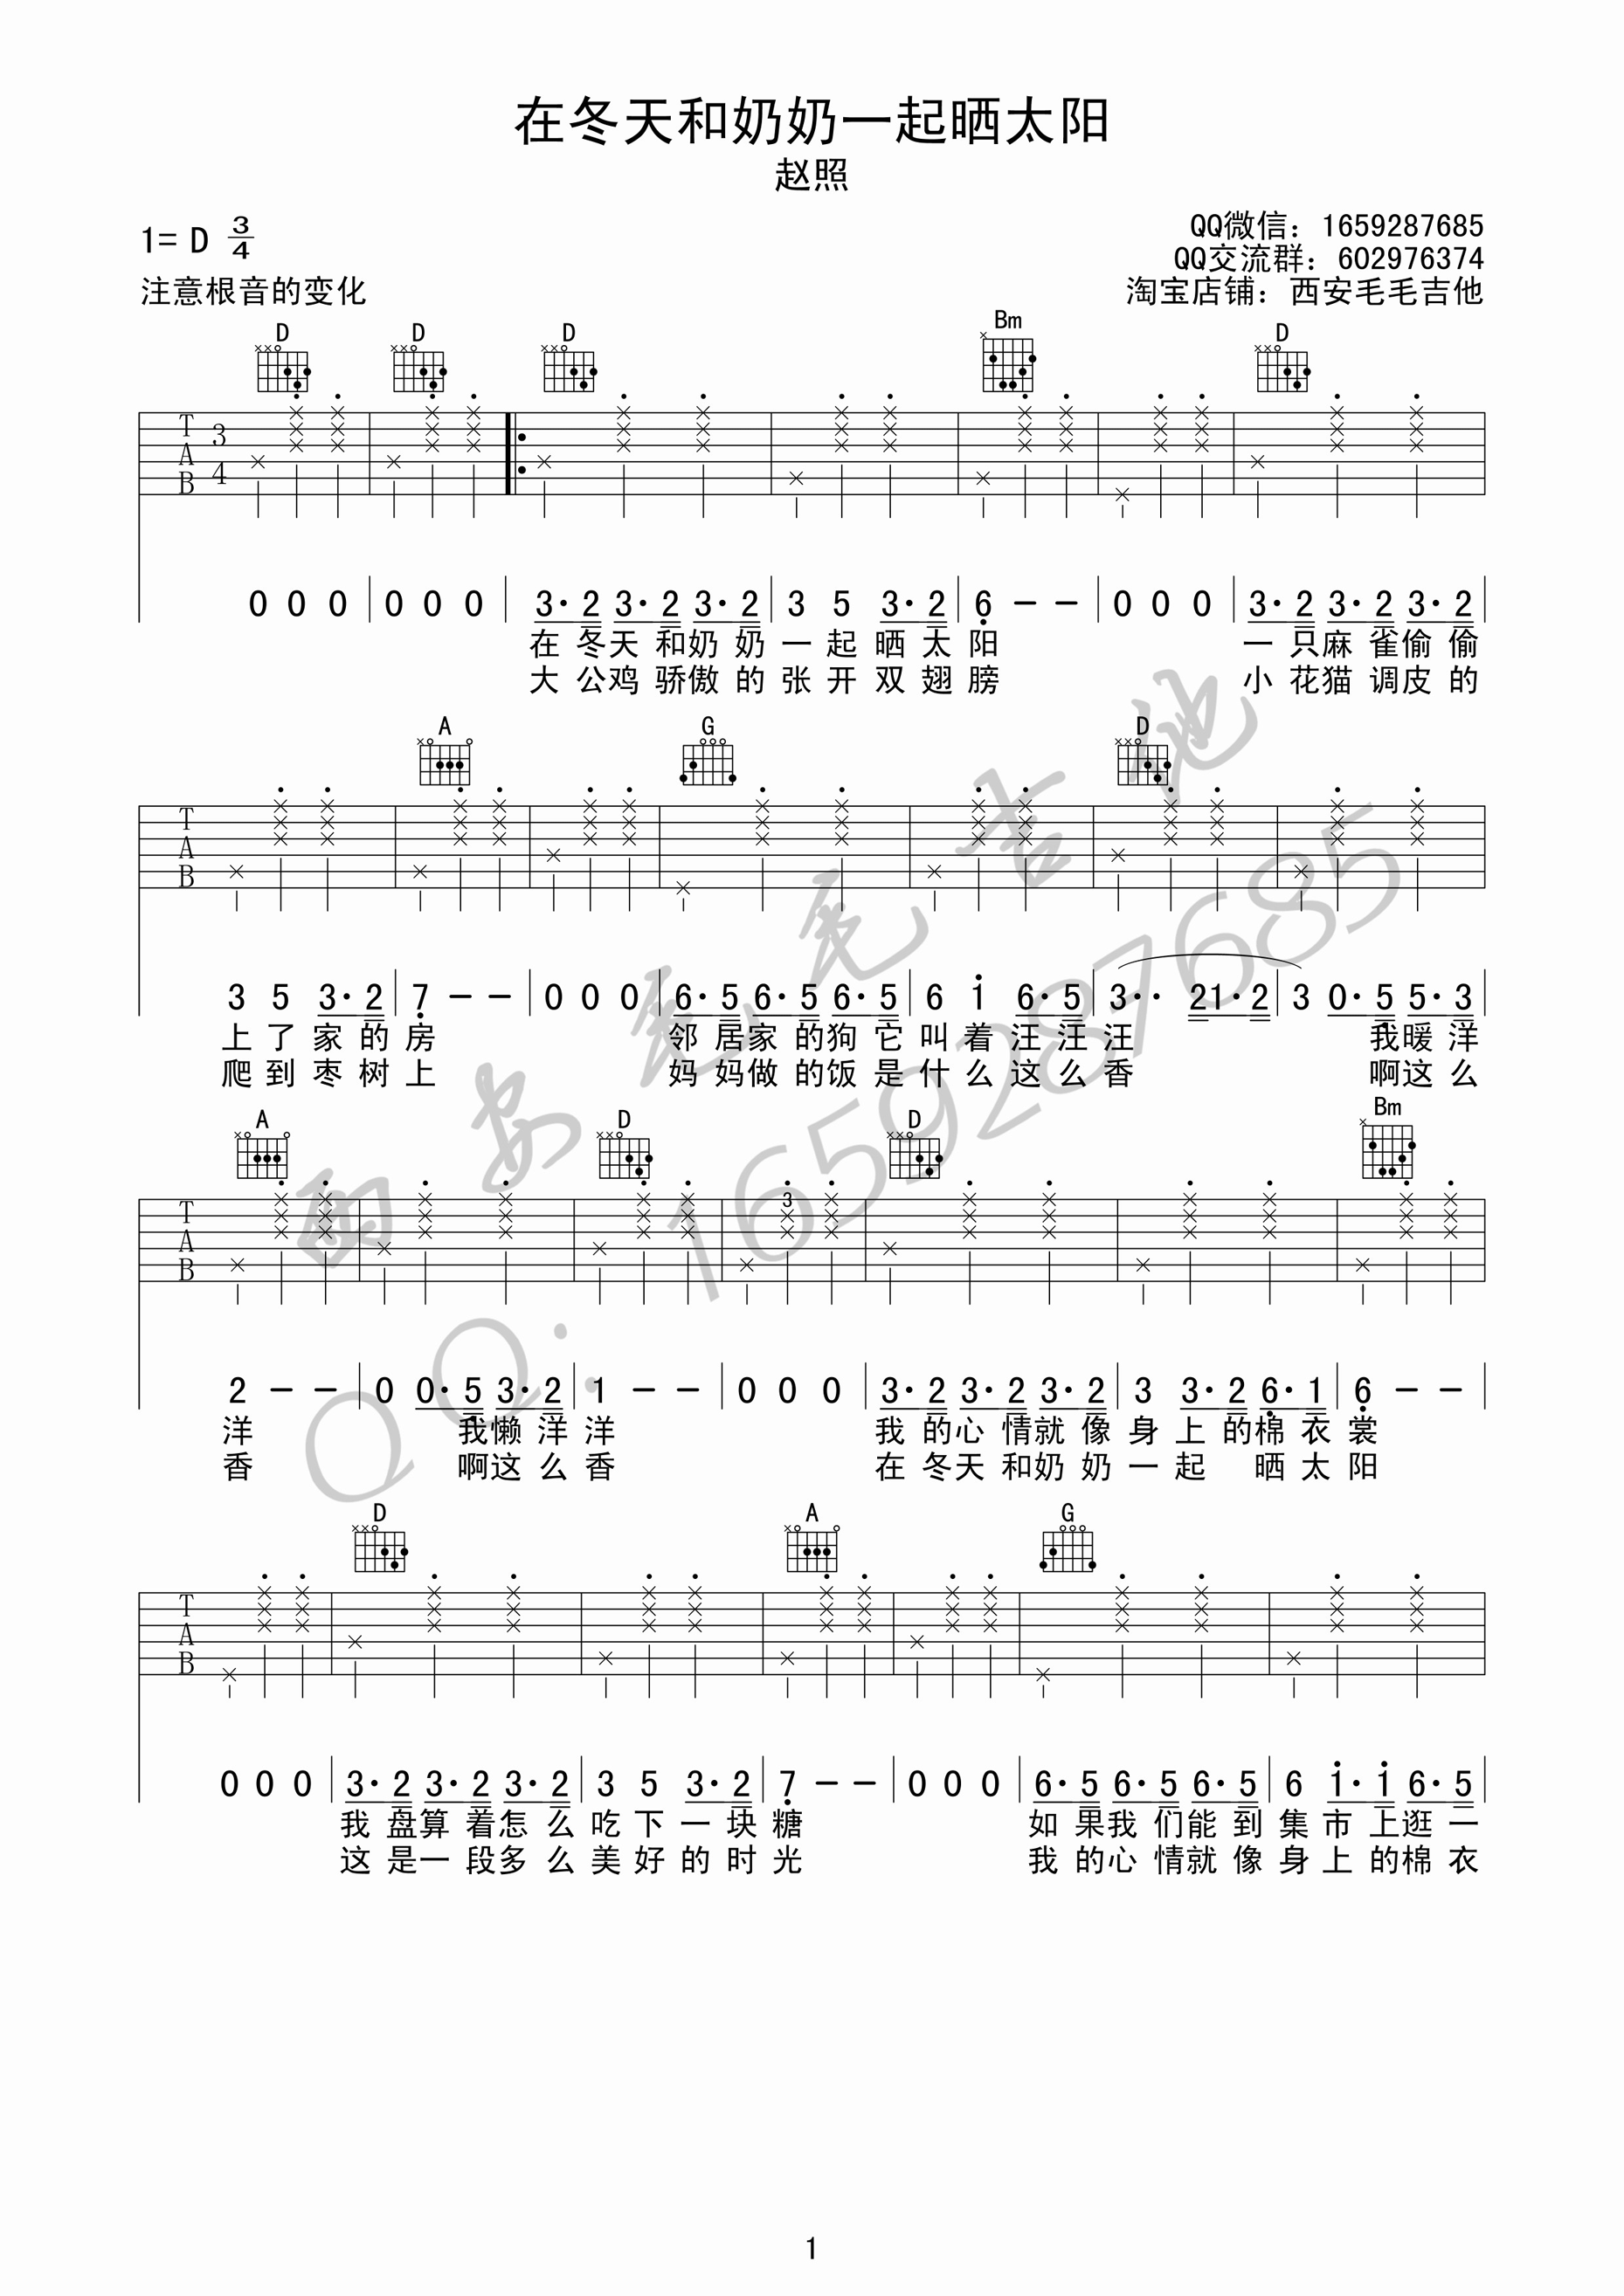 在冬天和奶奶一起晒太阳
赵照
1= D 3/4
QQ微信：1659287685
QQ交流群：602976374
注意根音的变化
淘宝店铺：西安毛毛吉他
D D D Bm D
T A B 3 4
0 0 0 | 0 0 0 | 3· 2 3· 2 3· 2 | 3 5 3· 2 | 6 – – | 0 0 0 | 3· 2 3· 2 3· 2 |
在 冬天 和奶 奶 一 起 晒 太 阳 一 只麻 雀偷 偷
大 公鸡 骄傲 的 张 开 双 翅 膀 小 花猫 调皮 的
A G D
T A B
3 5 3· 2 | 7 – – | 0 0 0 | 6· 5 6· 5 6· 5 | 6 1 6· 5 | 3·· 21· 2 | 3 0· 5 5· 3 |
上 了 家 的 房 邻 居家 的狗 它 叫 着 汪 汪 汪 我暖 洋
爬 到 枣 树 上 妈 妈做 的饭 是 什 么 这 么 香 啊这 么
A D D Bm
T A B 3
2 – – | 0 0· 5 3· 2 | 1 – – | 0 0 0 | 3· 2 3· 2 3· 2 | 3 3· 2 6· 1 | 6 – – |
洋 我懒 洋 洋 我 的心 情就 像 身 上 的棉 衣 裳
香 啊这 么 香 在 冬天 和奶 奶 一 起 晒 太 阳
D A G
T A B
0 0 0 | 3· 2 3· 2 3· 2 | 3 5 3· 2 | 7 – – | 0 0 0 | 6· 5 6· 5 6· 5 | 6 1· 1 6· 5 |
我 盘算 着怎 么 吃 下 一 块 糖 如 果我 们能 到 集 市 上逛 一
这 是一 段多 么 美 好 的 时 光 我 的心 情就 像 身 上 的棉 衣
西安毛毛吉他
QQ：1659287685
1